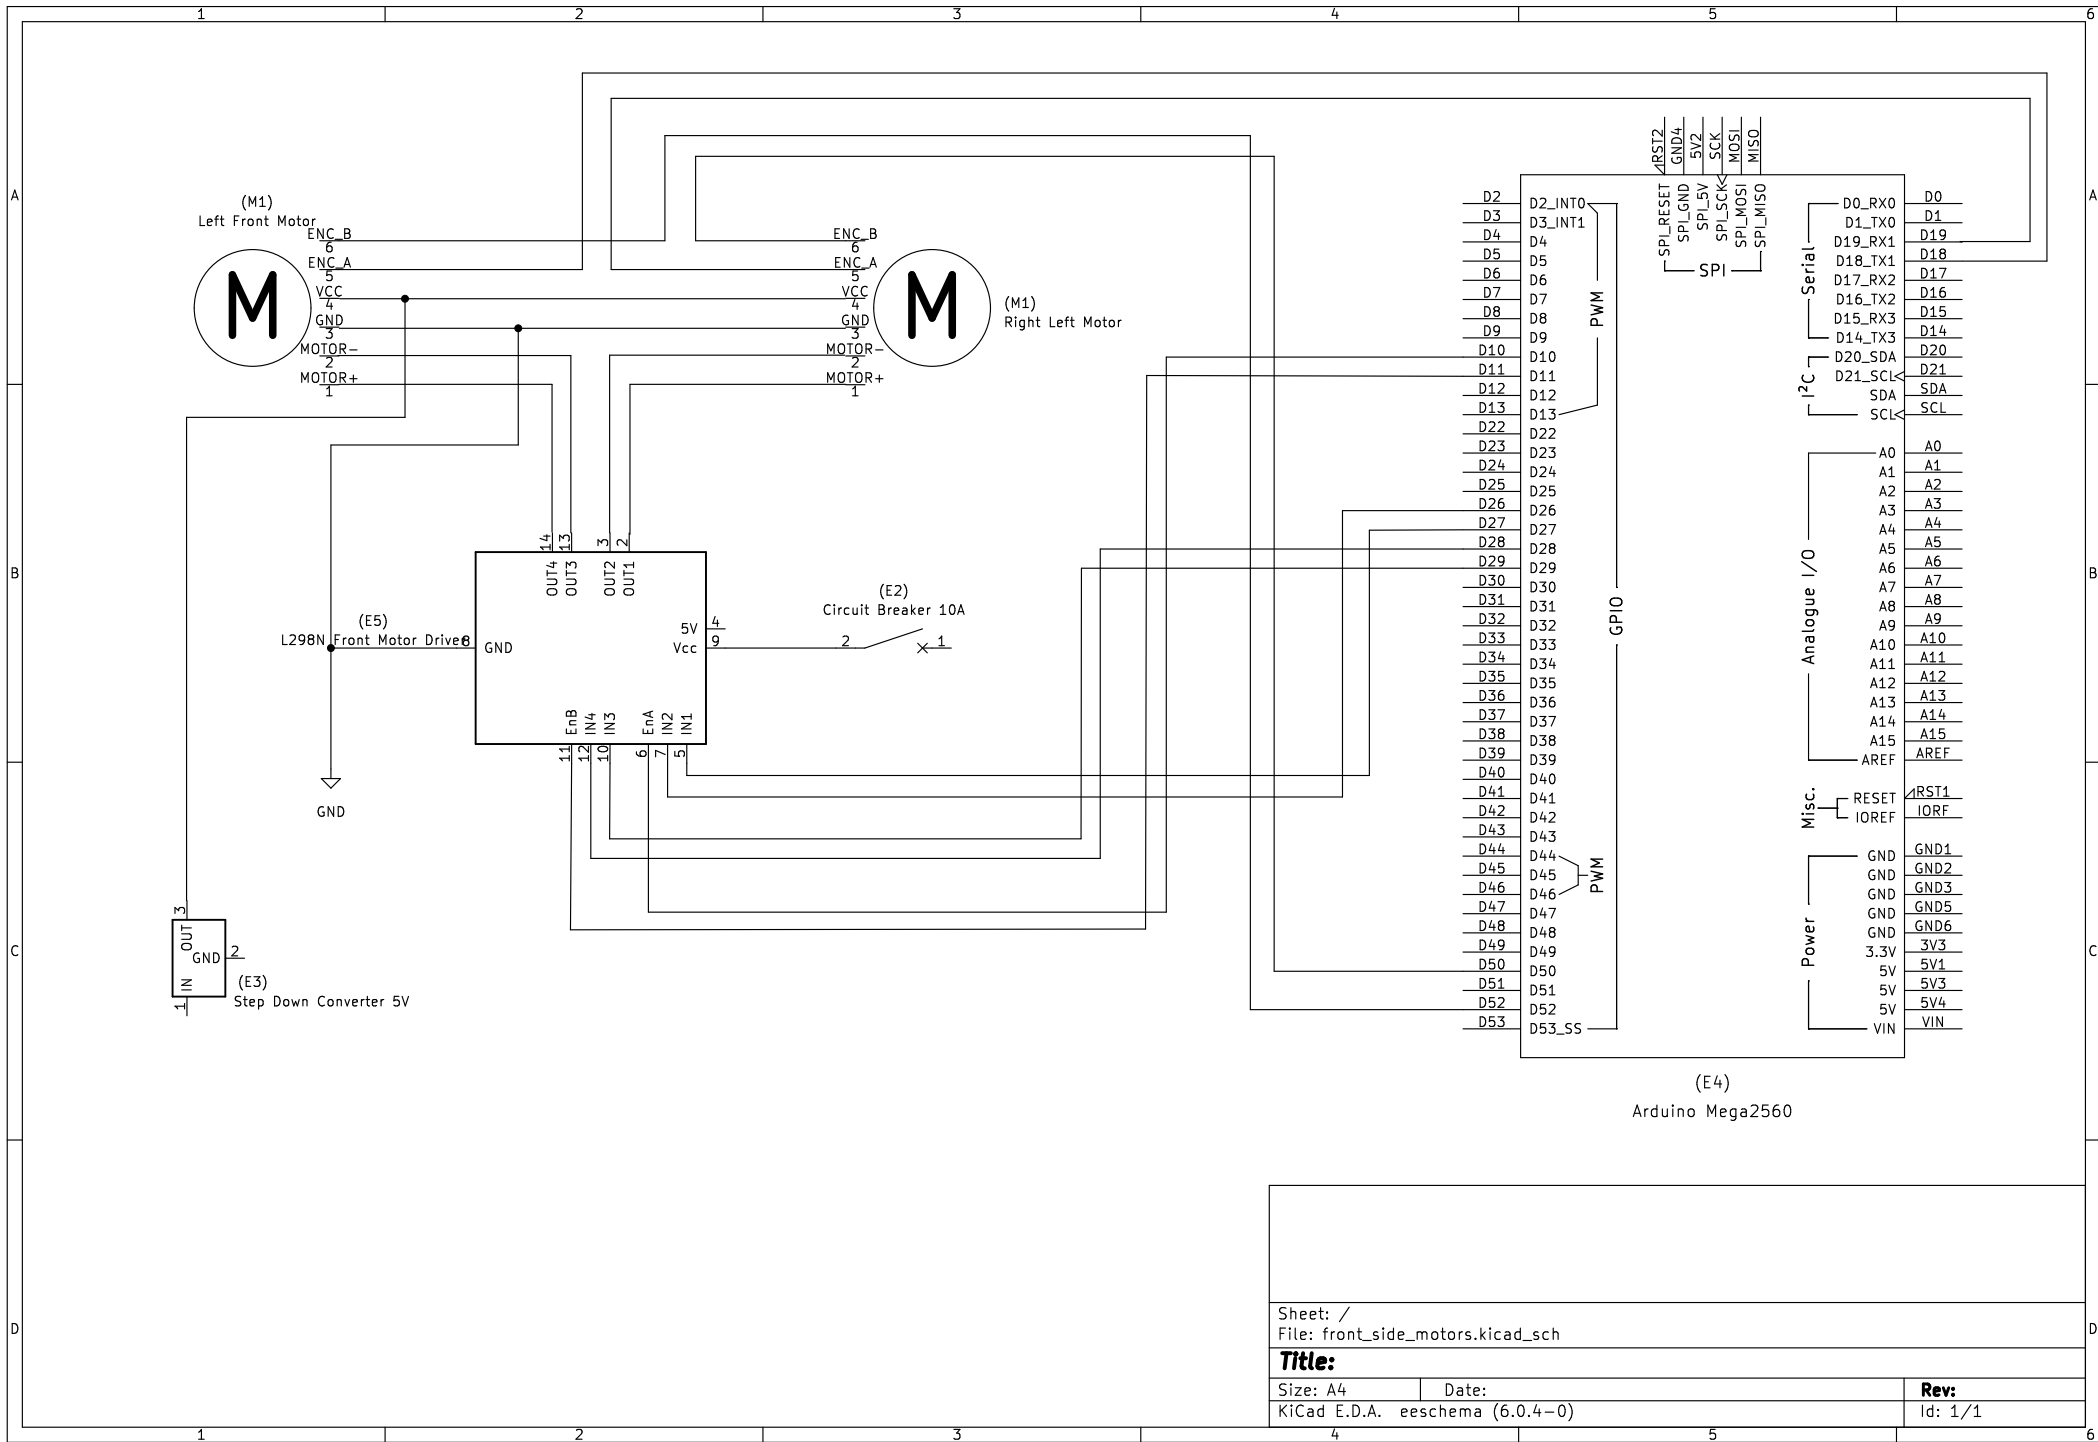 1 2 3 4 5 6
A
B
C
D
A
B
C
D
(M1)
Left Front Motor
ENC_B
6
ENC_A
5
VCC
4
GND
3
MOTOR-
2
MOTOR+
1
M
ENC_B
6
ENC_A
5
VCC
4
GND
3
MOTOR-
2
MOTOR+
1
M
(M1)
Right Left Motor
14 13 3 2
OUT4 OUT3 OUT2 OUT1
(E5)
L298N Front Motor Driver
8 GND
5V 4
Vcc 9
EnB IN4 IN3 EnA IN2 IN1
11 12 10 6 7 5
(E2)
Circuit Breaker 10A
2 1
GND
3
OUT
GND 2
IN
1
(E3)
Step Down Converter 5V
RST2 GND4 5V2 SCK MOSI MISO
SPI_RESET SPI_GND SPI_5V SPI_SCK SPI_MOSI SPI_MISO
SPI
D2 D2_INT0
D3 D3_INT1
D4 D4
D5 D5
D6 D6
D7 D7
D8 D8
D9 D9
D10 D10
D11 D11
D12 D12
D13 D13
D22 D22
D23 D23
D24 D24
D25 D25
D26 D26
D27 D27
D28 D28
D29 D29
D30 D30
D31 D31
D32 D32
D33 D33
D34 D34
D35 D35
D36 D36
D37 D37
D38 D38
D39 D39
D40 D40
D41 D41
D42 D42
D43 D43
D44 D44
D45 D45
D46 D46
D47 D47
D48 D48
D49 D49
D50 D50
D51 D51
D52 D52
D53 D53_SS
PWM
GPIO
PWM
Serial
D0_RX0 D0
D1_TX0 D1
D19_RX1 D19
D18_TX1 D18
D17_RX2 D17
D16_TX2 D16
D15_RX3 D15
D14_TX3 D14
I²C
D20_SDA D20
D21_SCL D21
SDA SDA
SCL SCL
Analogue I/O
A0 A0
A1 A1
A2 A2
A3 A3
A4 A4
A5 A5
A6 A6
A7 A7
A8 A8
A9 A9
A10 A10
A11 A11
A12 A12
A13 A13
A14 A14
A15 A15
AREF AREF
Misc.
RESET RST1
IOREF IORF
Power
GND GND1
GND GND2
GND GND3
GND GND5
GND GND6
3.3V 3V3
5V 5V1
5V 5V3
5V 5V4
VIN VIN
(E4)
Arduino Mega2560
Sheet: /
File: front_side_motors.kicad_sch
Title:
Size: A4 Date: Rev:
KiCad E.D.A. eeschema (6.0.4-0) Id: 1/1
1 2 3 4 5 6